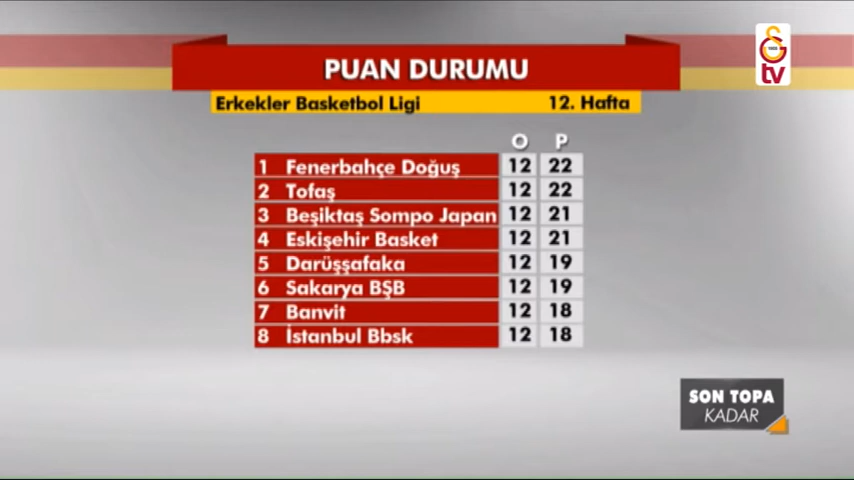 PUAN DURUMU
Erkekler Basketbol Ligi 12. Hafta
O P
1 Fenerbahçe Doğuş 12 22
2 Tofaş 12 22
3 Beşiktaş Sompo Japan 12 21
4 Eskişehir Basket 12 21
5 Darüşşafaka 12 19
6 Sakarya BŞB 12 19
7 Banvit 12 18
8 İstanbul Bbsk 12 18
tv
SON TOPA
KADAR